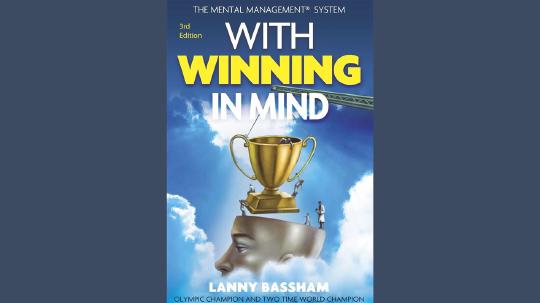 THE MENTAL MANAGEMENT® SYSTEM
3rd
Edition
WITH
WINNING
IN MIND
LANNY BASSHAM
OLYMPIC CHAMPION AND TWO TIME WORLD CHAMPION